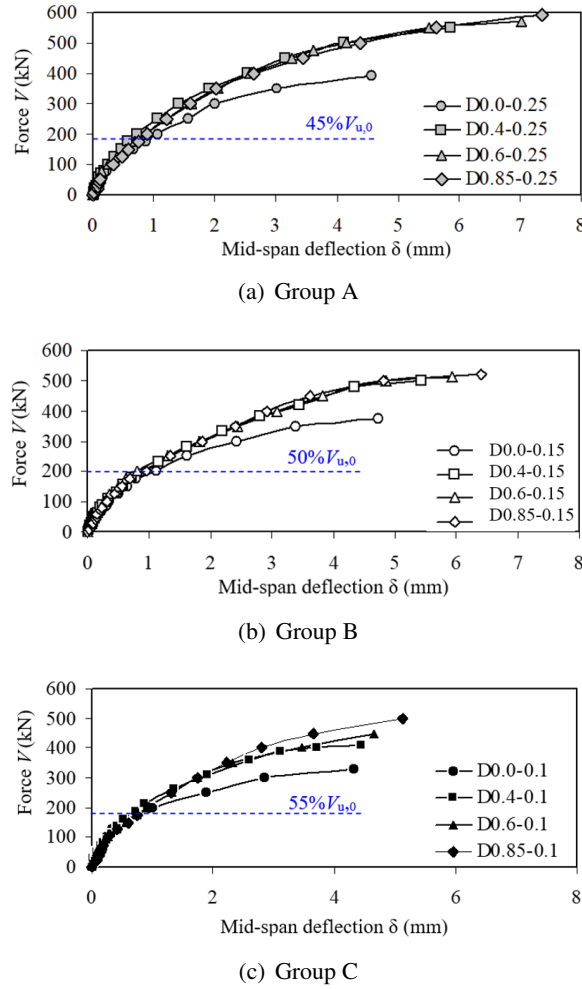 600
500
400
300
200
100
0
Force V(kN)
45%Vu,0
D0.0-0.25
D0.4-0.25
D0.6-0.25
D0.85-0.25
0 1 2 3 4 5 6 7 8
Mid-span deflection δ (mm)
(a) Group A
600
500
400
300
200
100
0
Force V(kN)
50%Vu,0
D0.0-0.15
D0.4-0.15
D0.6-0.15
D0.85-0.15
0 1 2 3 4 5 6 7 8
Mid-span deflection δ (mm)
(b) Group B
600
500
400
300
200
100
0
Force V(kN)
55%Vu,0
D0.0-0.1
D0.4-0.1
D0.6-0.1
D0.85-0.1
0 2 4 6 8
Mid-span deflection δ (mm)
(c) Group C